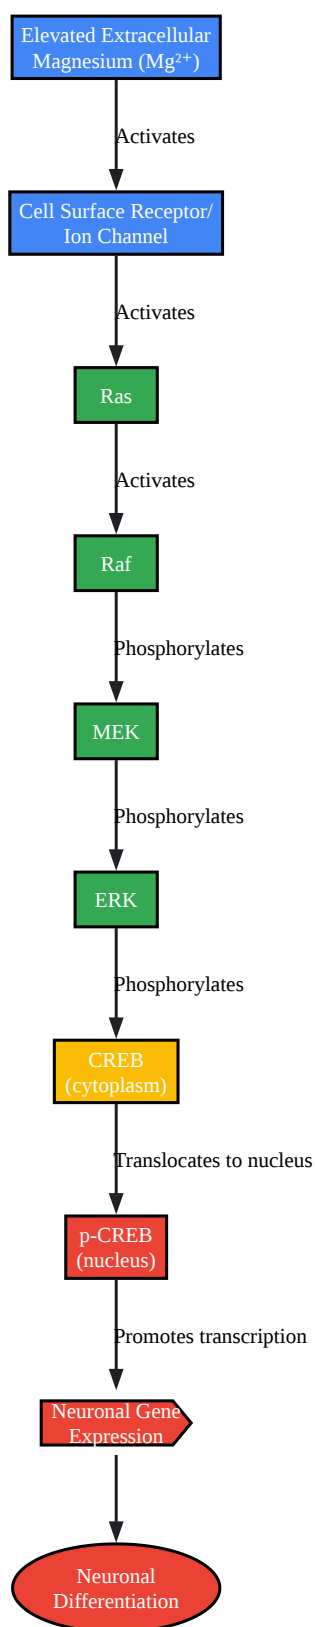 Elevated Extracellular
Magnesium (Mg²⁺)
Activates
Cell Surface Receptor/
Ion Channel
Activates
Ras
Activates
Raf
Phosphorylates
MEK
Phosphorylates
ERK
Phosphorylates
CREB
(cytoplasm)
Translocates to nucleus
p-CREB
(nucleus)
Promotes transcription
Neuronal Gene
Expression
Neuronal
Differentiation